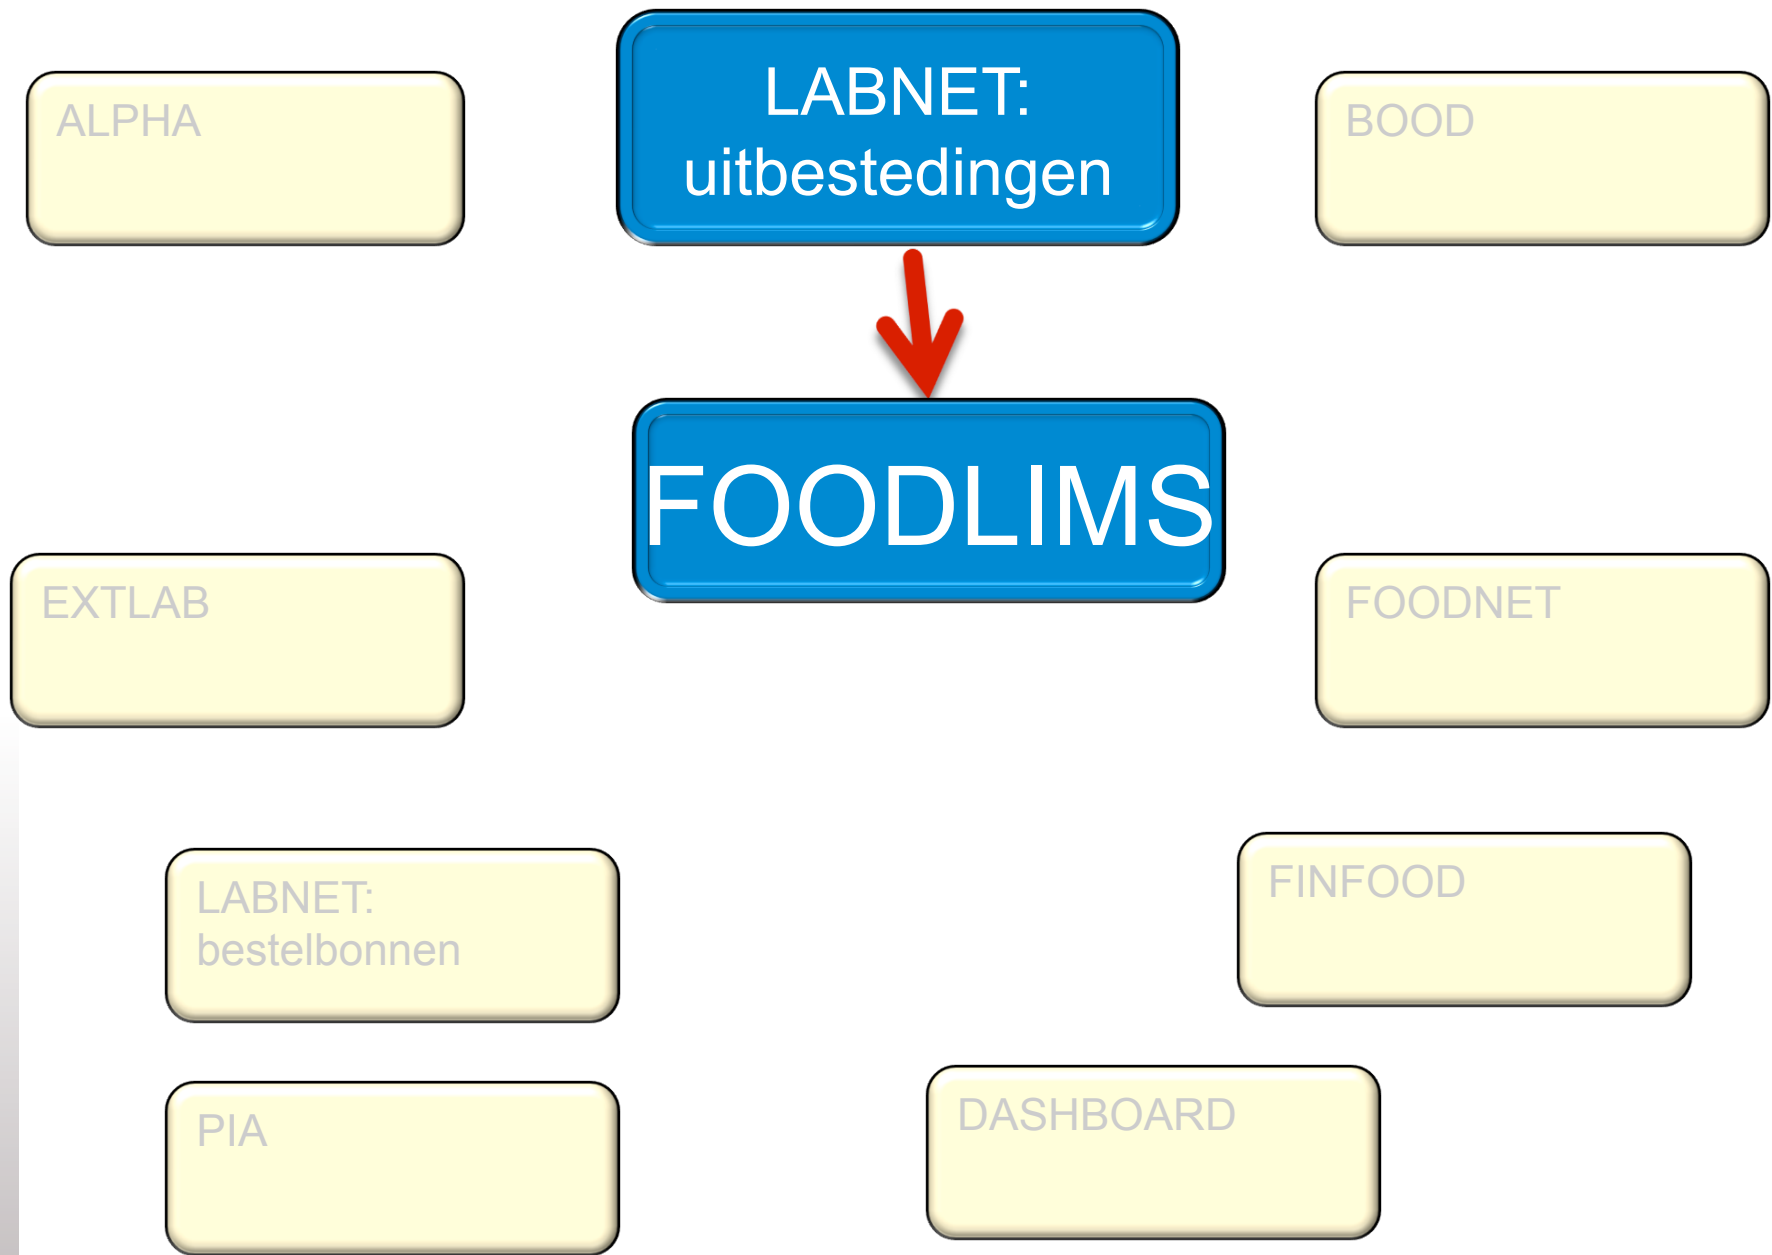 ALPHA
LABNET:
uitbestedingen
BOOD
FOODLIMS
EXTLAB
FOODNET
LABNET:
bestelbonnen
FINFOOD
PIA
DASHBOARD